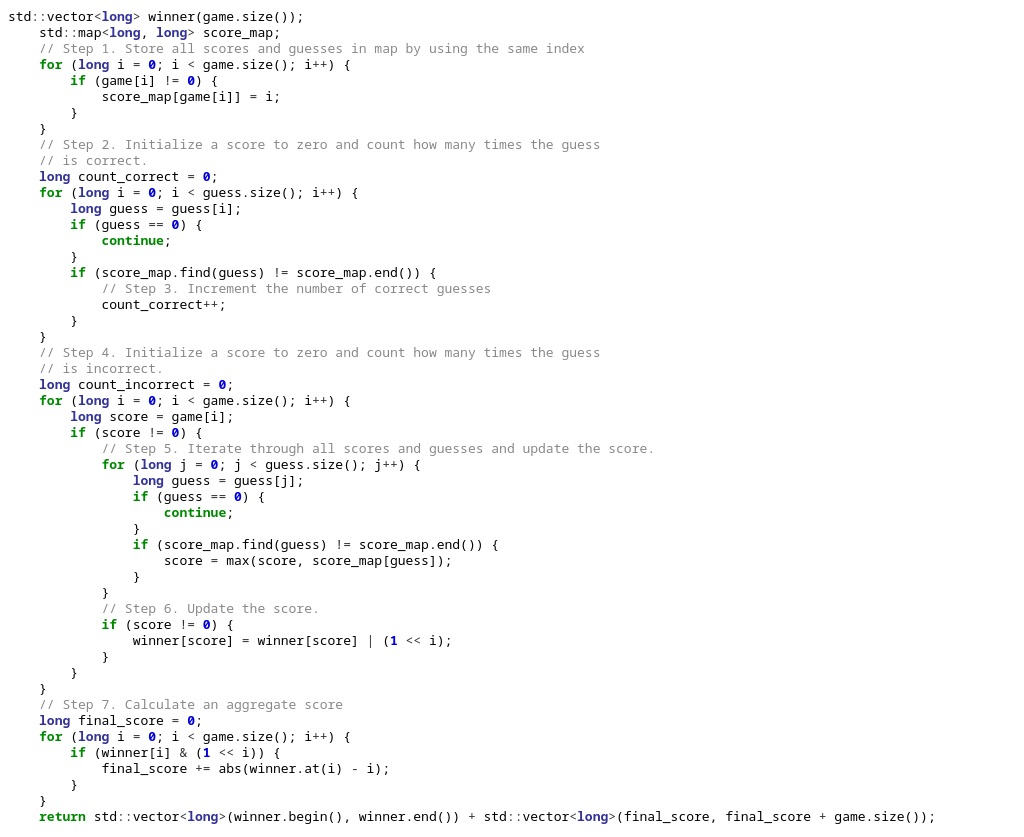 std::vector<long> winner(game.size());
    std::map<long, long> score_map;
    // Step 1. Store all scores and guesses in map by using the same index
    for (long i = 0; i < game.size(); i++) {
        if (game[i] != 0) {
            score_map[game[i]] = i;
        }
    }
    // Step 2. Initialize a score to zero and count how many times the guess
    // is correct.
    long count_correct = 0;
    for (long i = 0; i < guess.size(); i++) {
        long guess = guess[i];
        if (guess == 0) {
            continue;
        }
        if (score_map.find(guess) != score_map.end()) {
            // Step 3. Increment the number of correct guesses
            count_correct++;
        }
    }
    // Step 4. Initialize a score to zero and count how many times the guess
    // is incorrect.
    long count_incorrect = 0;
    for (long i = 0; i < game.size(); i++) {
        long score = game[i];
        if (score != 0) {
            // Step 5. Iterate through all scores and guesses and update the score.
            for (long j = 0; j < guess.size(); j++) {
                long guess = guess[j];
                if (guess == 0) {
                    continue;
                }
                if (score_map.find(guess) != score_map.end()) {
                    score = max(score, score_map[guess]);
                }
            }
            // Step 6. Update the score.
            if (score != 0) {
                winner[score] = winner[score] | (1 << i);
            }
        }
    }
    // Step 7. Calculate an aggregate score
    long final_score = 0;
    for (long i = 0; i < game.size(); i++) {
        if (winner[i] & (1 << i)) {
            final_score += abs(winner.at(i) - i);
        }
    }
    return std::vector<long>(winner.begin(), winner.end()) + std::vector<long>(final_score, final_score + game.size());